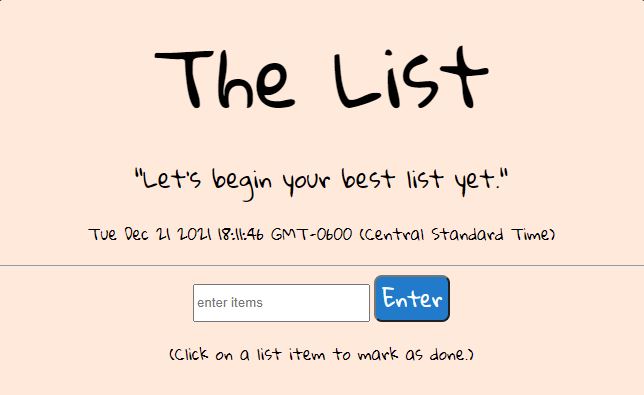 The List
"Let's begin your best list yet."
Tue Dec 21 2021 18:11:46 GMT-0600 (Central Standard Time)
enter items Enter
(Click on a list item to mark as done.)